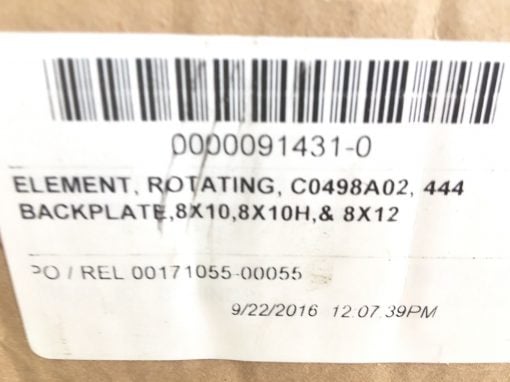 0000091431-0
ELEMENT, ROTATING, C0498A02, 444
BACKPLATE,8X10,8X10H,& 8X12
PO / REL 00171055-00055
9/22/2016 12:07:39PM